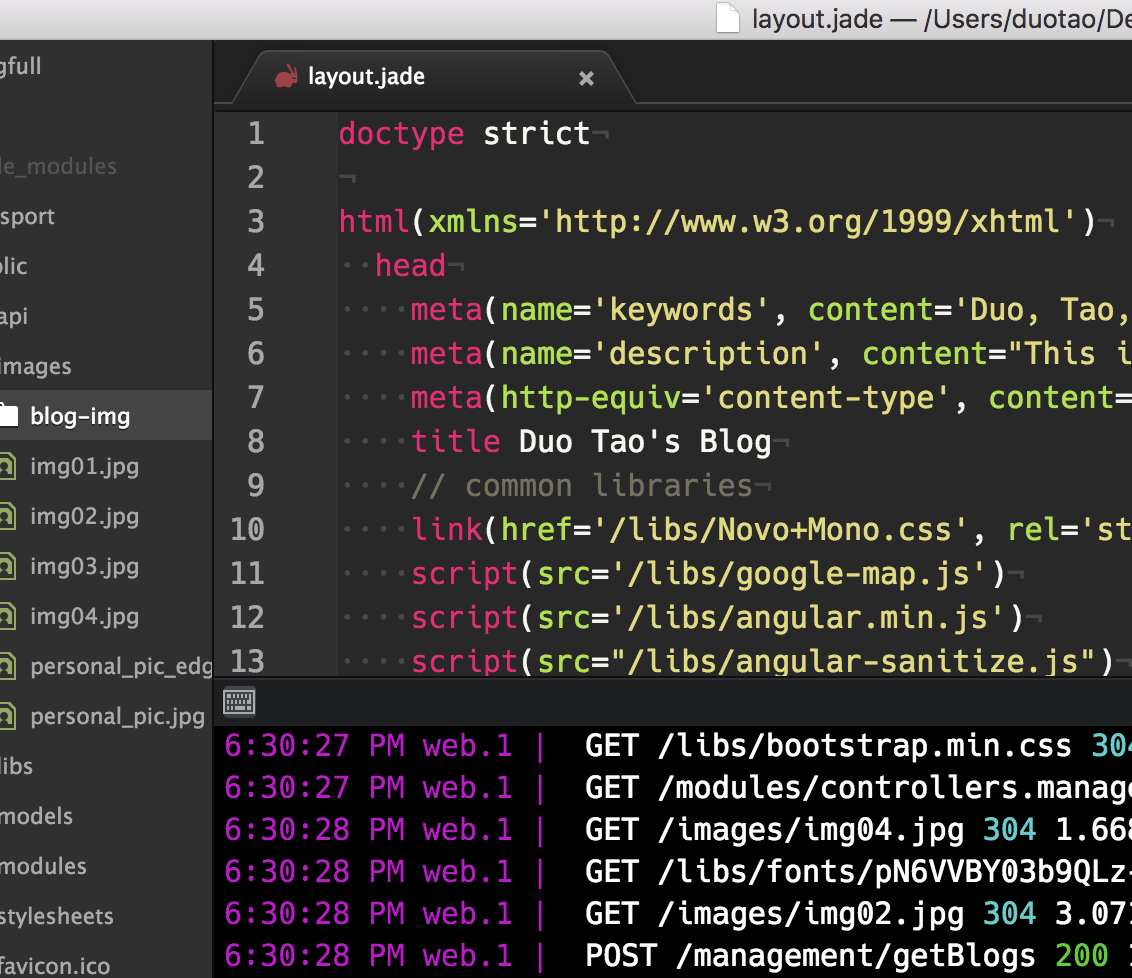 layout.jade — /Users/duotao/De
gfull
le_modules
sport
blic
api
images
blog-img
img01.jpg
img02.jpg
img03.jpg
img04.jpg
personal_pic_edg
personal_pic.jpg
libs
models
modules
stylesheets
favicon.ico
layout.jade ×
1 doctype strict¬
2 ¬
3 html(xmlns='http://www.w3.org/1999/xhtml')¬
4 ··head¬
5 ····meta(name='keywords', content='Duo, Tao,
6 ····meta(name='description', content="This i
7 ····meta(http-equiv='content-type', content=
8 ····title Duo Tao's Blog¬
9 ····// common libraries¬
10 ····link(href='/libs/Novo+Mono.css', rel='st
11 ····script(src='/libs/google-map.js')¬
12 ····script(src='/libs/angular.min.js')¬
13 ····script(src="/libs/angular-sanitize.js")¬
6:30:27 PM web.1 | GET /libs/bootstrap.min.css 304
6:30:27 PM web.1 | GET /modules/controllers.manage
6:30:28 PM web.1 | GET /images/img04.jpg 304 1.668
6:30:28 PM web.1 | GET /libs/fonts/pN6VVBY03b9QLz-
6:30:28 PM web.1 | GET /images/img02.jpg 304 3.071
6:30:28 PM web.1 | POST /management/getBlogs 200